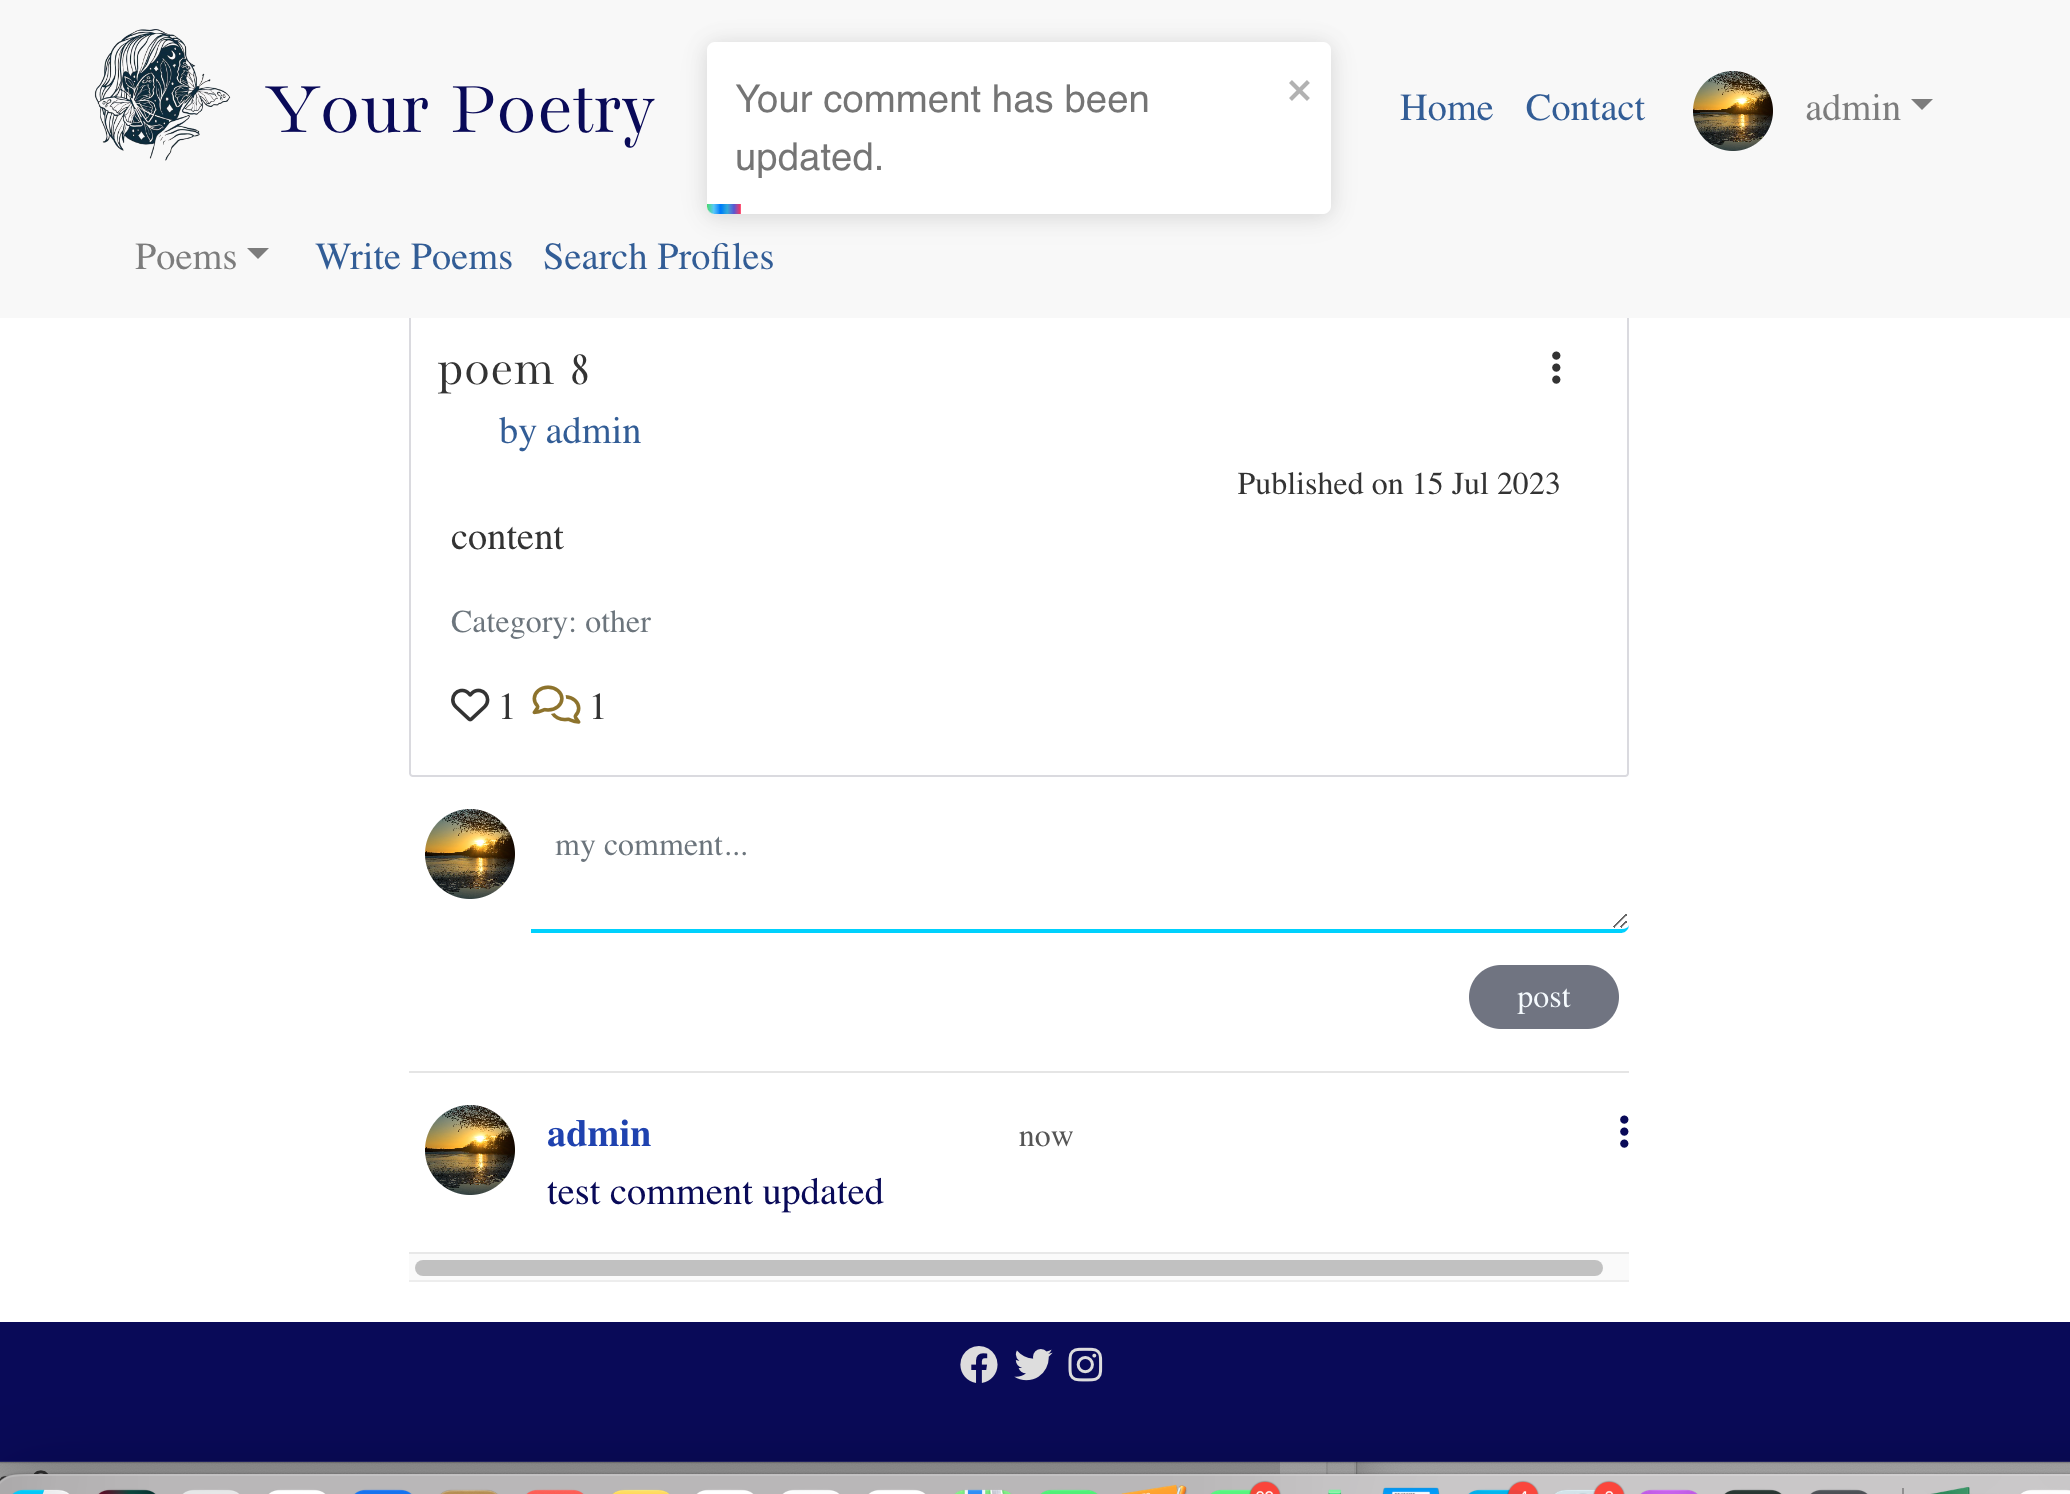 Your Poetry
Your comment has been
updated.
Home Contact admin
Poems Write Poems Search Profiles
poem 8
by admin
Published on 15 Jul 2023
content
Category: other
1 1
my comment...
post
admin now
test comment updated